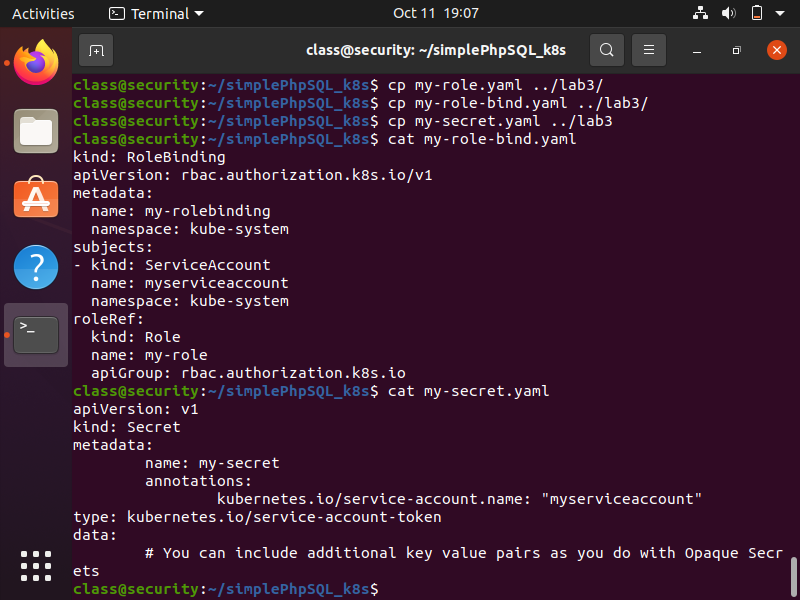 Activities Terminal Oct 11 19:07
class@security: ~/simplePhpSQL_k8s
class@security:~/simplePhpSQL_k8s$ cp my-role.yaml ../lab3/
class@security:~/simplePhpSQL_k8s$ cp my-role-bind.yaml ../lab3/
class@security:~/simplePhpSQL_k8s$ cp my-secret.yaml ../lab3
class@security:~/simplePhpSQL_k8s$ cat my-role-bind.yaml
kind: RoleBinding
apiVersion: rbac.authorization.k8s.io/v1
metadata:
  name: my-rolebinding
  namespace: kube-system
subjects:
- kind: ServiceAccount
  name: myserviceaccount
  namespace: kube-system
roleRef:
  kind: Role
  name: my-role
  apiGroup: rbac.authorization.k8s.io
class@security:~/simplePhpSQL_k8s$ cat my-secret.yaml
apiVersion: v1
kind: Secret
metadata:
        name: my-secret
        annotations:
                kubernetes.io/service-account.name: "myserviceaccount"
type: kubernetes.io/service-account-token
data:
        # You can include additional key value pairs as you do with Opaque Secr
ets
class@security:~/simplePhpSQL_k8s$